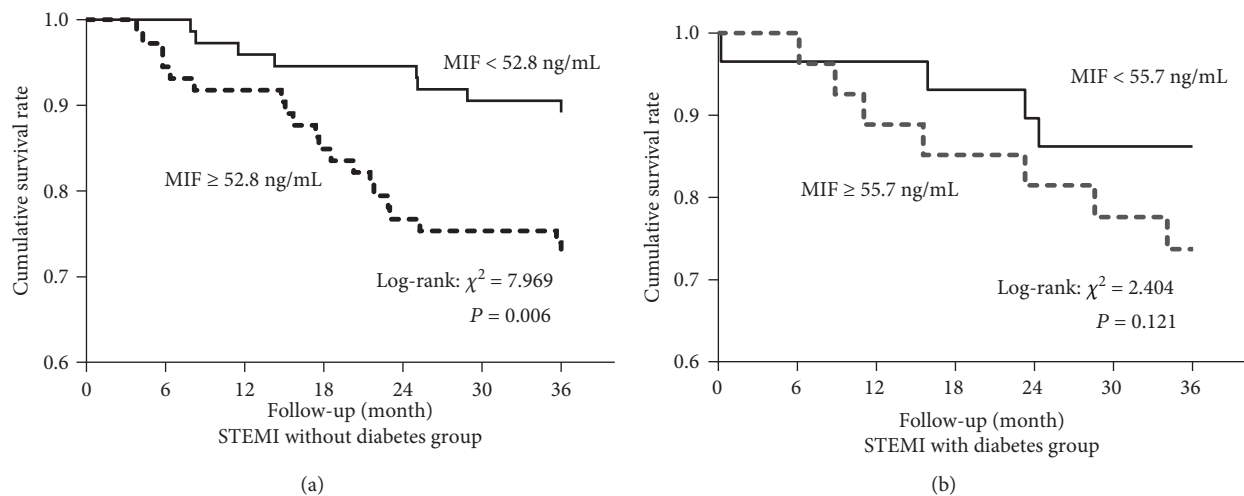 Cumulative survival rate
1.0
0.9
0.8
0.7
0.6
MIF < 52.8 ng/mL
MIF ≥ 52.8 ng/mL
Log-rank: χ² = 7.969
P = 0.006
0 6 12 18 24 30 36
Follow-up (month)
STEMI without diabetes group
(a)
Cumulative survival rate
1.0
0.9
0.8
0.7
0.6
MIF < 55.7 ng/mL
MIF ≥ 55.7 ng/mL
Log-rank: χ² = 2.404
P = 0.121
0 6 12 18 24 30 36
Follow-up (month)
STEMI with diabetes group
(b)